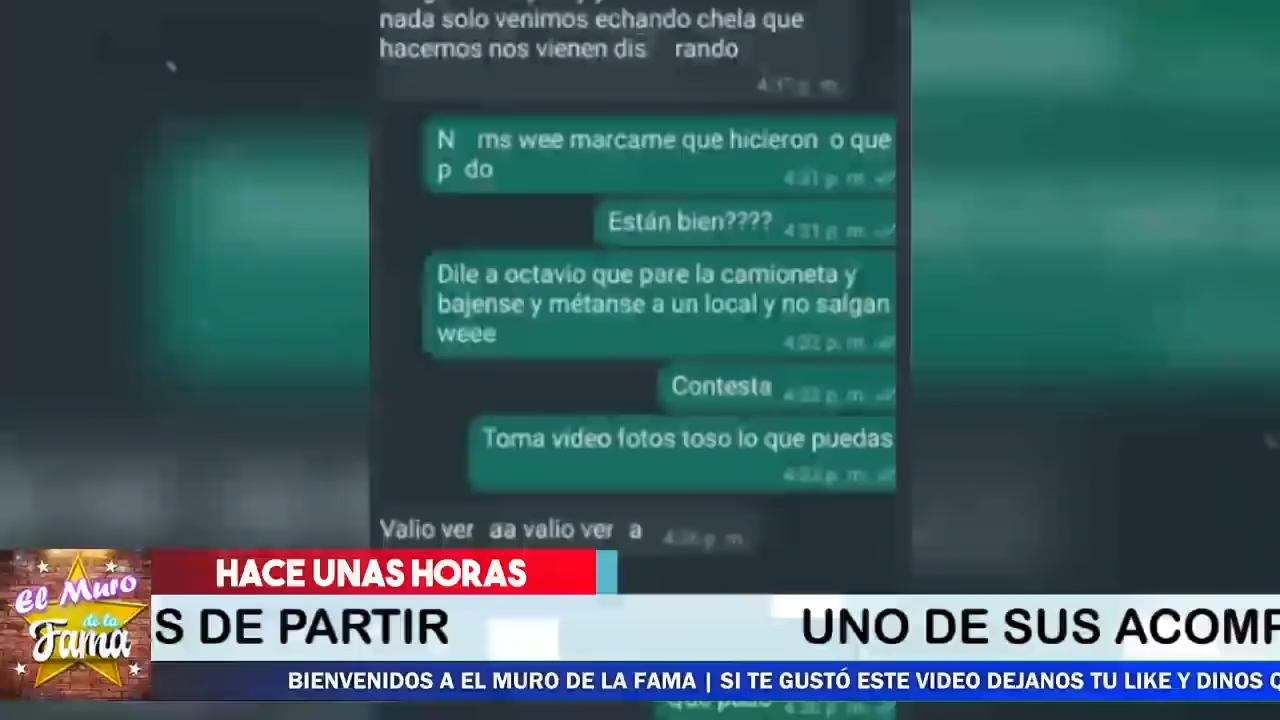 nada solo venimos echando chela que
hacemos nos vienen dis rando
4:31 p. m.
N ms wee marcame que hicieron o que
p do
4:31 p. m.
Están bien????
4:31 p. m.
Dile a octavio que pare la camioneta y
bajense y métanse a un local y no salgan
weee
4:32 p. m.
Contesta
4:33 p. m.
Toma video fotos toso lo que puedas
4:33 p. m.
Valio ver aa valio ver a
HACE UNAS HORAS
El Muro
de la
Fama
S DE PARTIR UNO DE SUS ACOMP
BIENVENIDOS A EL MURO DE LA FAMA | SI TE GUSTÓ ESTE VIDEO DEJANOS TU LIKE Y DINOS